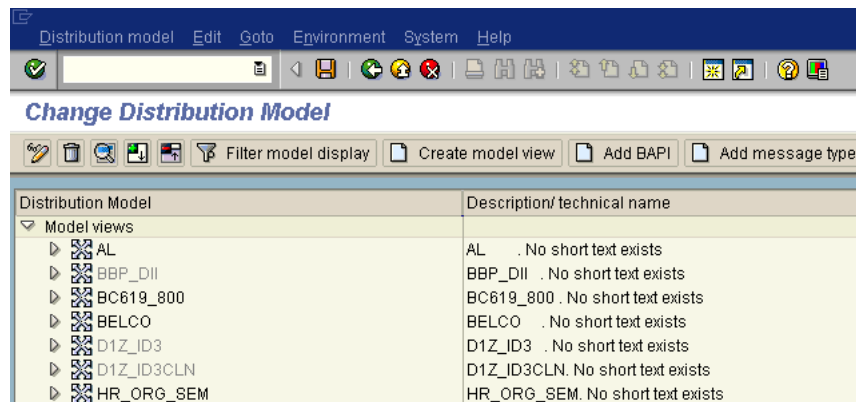 Distribution model Edit Goto Environment System Help
Change Distribution Model
Filter model display Create model view Add BAPI Add message type
Distribution Model Description/ technical name
Model views
AL AL . No short text exists
BBP_DII BBP_DII . No short text exists
BC619_800 BC619_800 . No short text exists
BELCO BELCO . No short text exists
D1Z_ID3 D1Z_ID3 . No short text exists
D1Z_ID3CLN D1Z_ID3CLN. No short text exists
HR_ORG_SEM HR_ORG_SEM. No short text exists